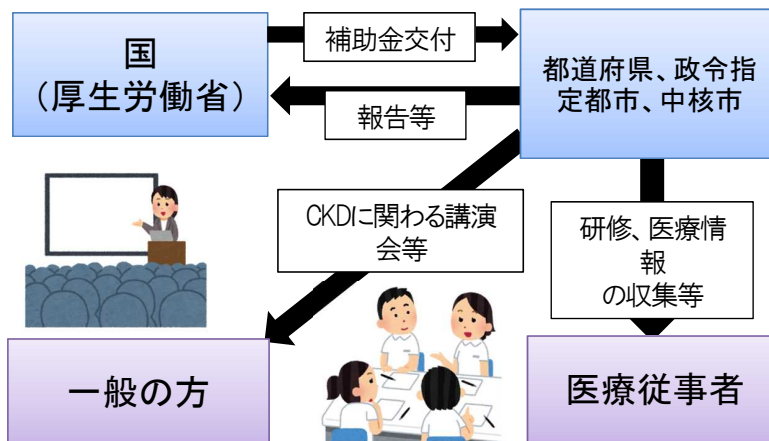 国
（厚生労働省）
補助金交付
報告等
都道府県、政令指
定都市、中核市
CKDに関わる講演
会等
研修、医療情
報
の収集等
一般の方
医療従事者